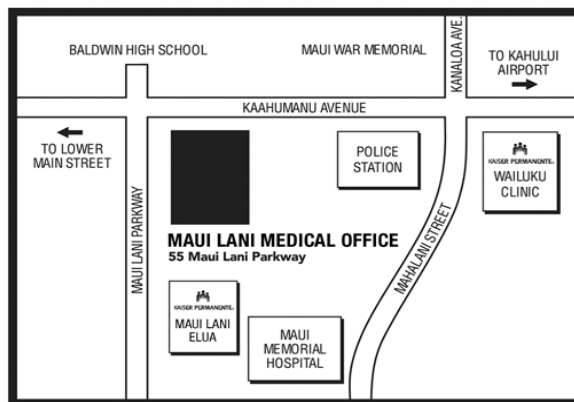 BALDWIN HIGH SCHOOL
MAUI WAR MEMORIAL
KANALOA AVE.
TO KAHULUI
AIRPORT
KAAHUMANU AVENUE
TO LOWER
MAIN STREET
POLICE
STATION
KAISER PERMANENTE®
WAILUKU
CLINIC
MAUI LANI PARKWAY
MAUI LANI MEDICAL OFFICE
55 Maui Lani Parkway
MAHALANI STREET
KAISER PERMANENTE®
MAUI LANI
ELUA
MAUI
MEMORIAL
HOSPITAL